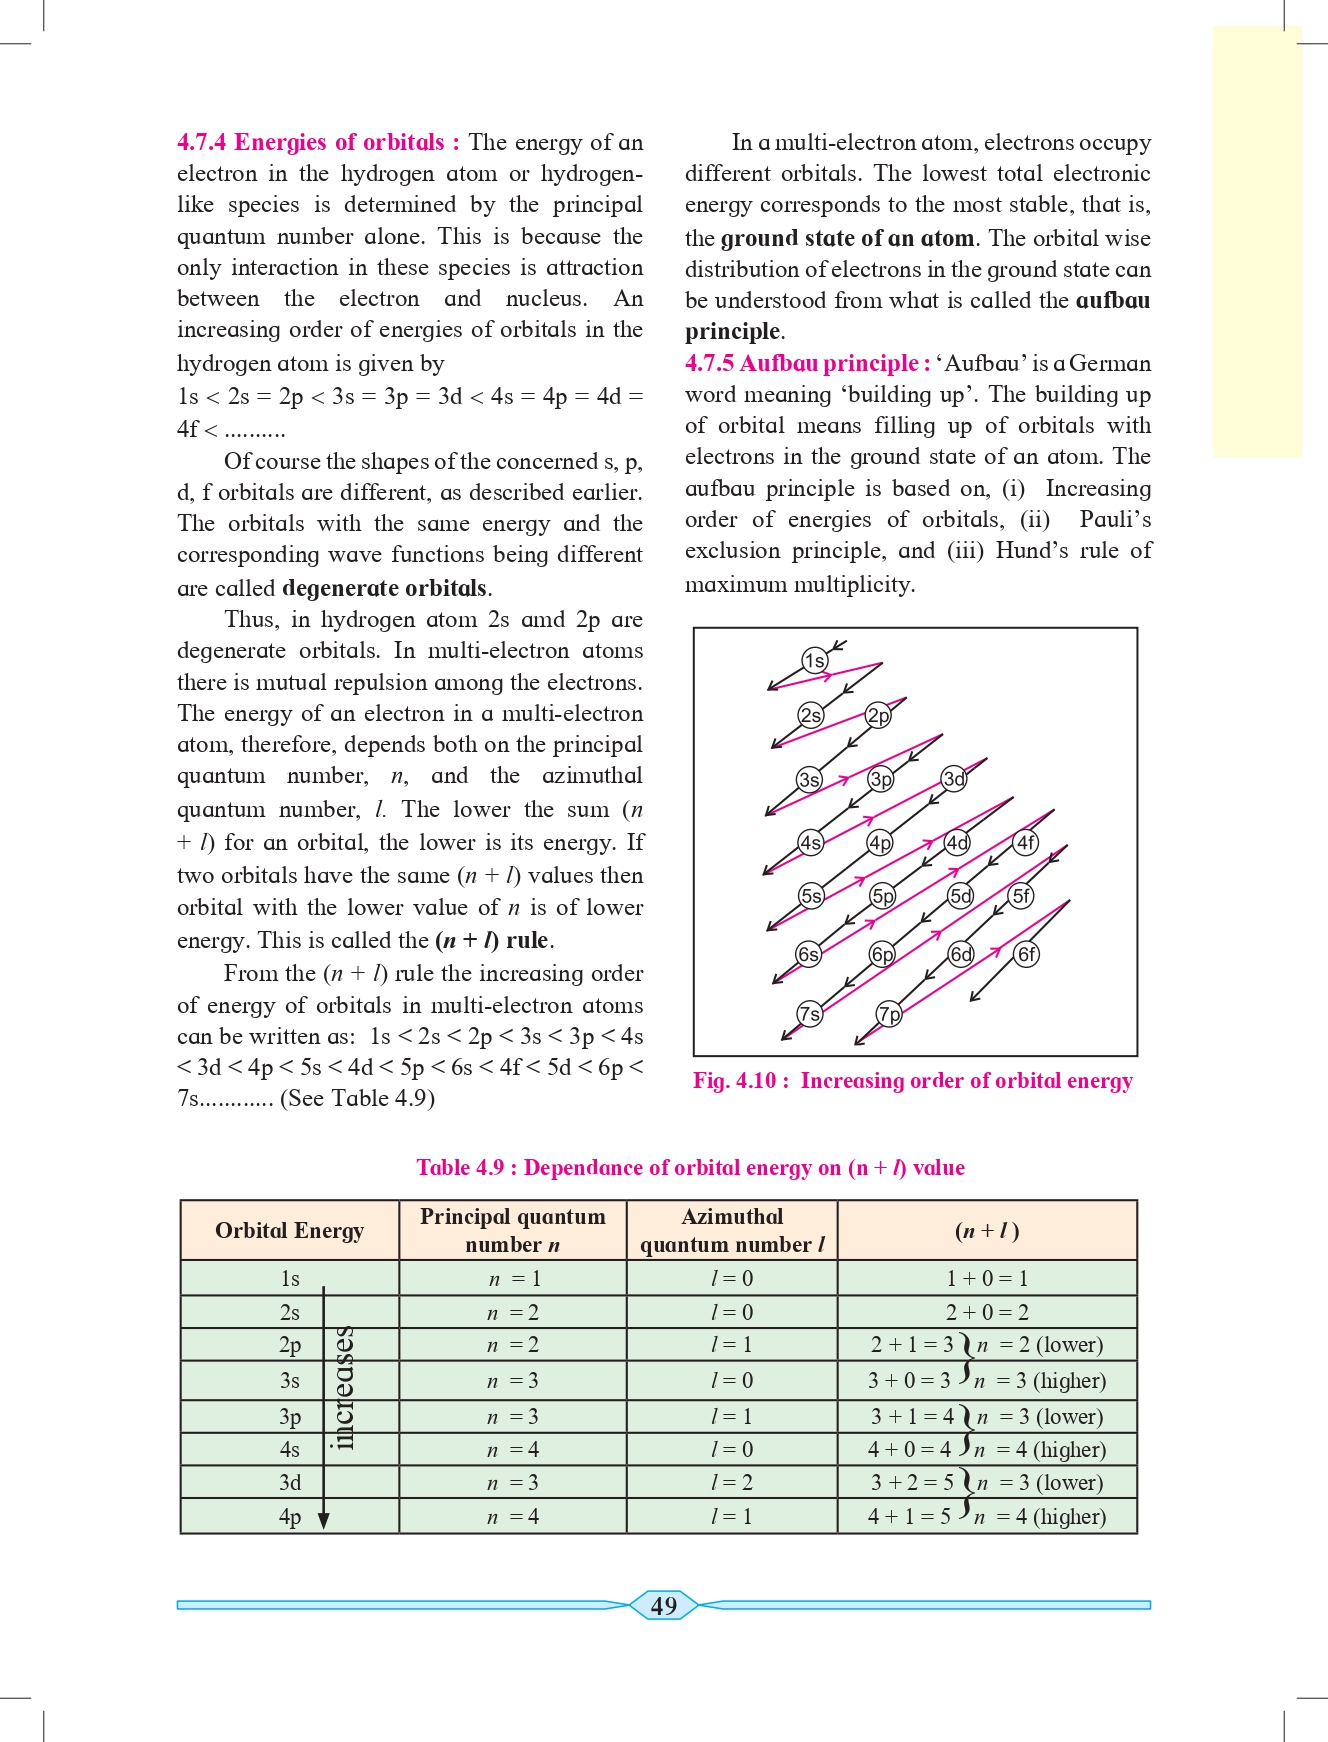 4.7.4 Energies of orbitals : The energy of an
electron in the hydrogen atom or hydrogen-
like species is determined by the principal
quantum number alone. This is because the
only interaction in these species is attraction
between the electron and nucleus. An
increasing order of energies of orbitals in the
hydrogen atom is given by
1s < 2s = 2p < 3s = 3p = 3d < 4s = 4p = 4d =
4f < ..........
Of course the shapes of the concerned s, p,
d, f orbitals are different, as described earlier.
The orbitals with the same energy and the
corresponding wave functions being different
are called degenerate orbitals.
Thus, in hydrogen atom 2s amd 2p are
degenerate orbitals. In multi-electron atoms
there is mutual repulsion among the electrons.
The energy of an electron in a multi-electron
atom, therefore, depends both on the principal
quantum number, n, and the azimuthal
quantum number, l. The lower the sum (n
+ l) for an orbital, the lower is its energy. If
two orbitals have the same (n + l) values then
orbital with the lower value of n is of lower
energy. This is called the (n + l) rule.
From the (n + l) rule the increasing order
of energy of orbitals in multi-electron atoms
can be written as: 1s < 2s < 2p < 3s < 3p < 4s
< 3d < 4p < 5s < 4d < 5p < 6s < 4f < 5d < 6p <
7s............ (See Table 4.9)
In a multi-electron atom, electrons occupy
different orbitals. The lowest total electronic
energy corresponds to the most stable, that is,
the ground state of an atom. The orbital wise
distribution of electrons in the ground state can
be understood from what is called the aufbau
principle.
4.7.5 Aufbau principle : ‘Aufbau’ is a German
word meaning ‘building up’. The building up
of orbital means filling up of orbitals with
electrons in the ground state of an atom. The
aufbau principle is based on, (i) Increasing
order of energies of orbitals, (ii) Pauli’s
exclusion principle, and (iii) Hund’s rule of
maximum multiplicity.
1s
2s 2p
3s 3p 3d
4s 4p 4d 4f
5s 5p 5d 5f
6s 6p 6d 6f
7s 7p
Fig. 4.10 : Increasing order of orbital energy
Table 4.9 : Dependance of orbital energy on (n + l) value
Orbital Energy
Principal quantum
number n
Azimuthal
quantum number l
(n + l )
1s n = 1 l = 0 1 + 0 = 1
2s n = 2 l = 0 2 + 0 = 2
2p n = 2 l = 1 2 + 1 = 3 } n = 2 (lower)
3s n = 3 l = 0 3 + 0 = 3 n = 3 (higher)
3p n = 3 l = 1 3 + 1 = 4 } n = 3 (lower)
4s n = 4 l = 0 4 + 0 = 4 n = 4 (higher)
3d n = 3 l = 2 3 + 2 = 5 } n = 3 (lower)
4p n = 4 l = 1 4 + 1 = 5 n = 4 (higher)
increases
49